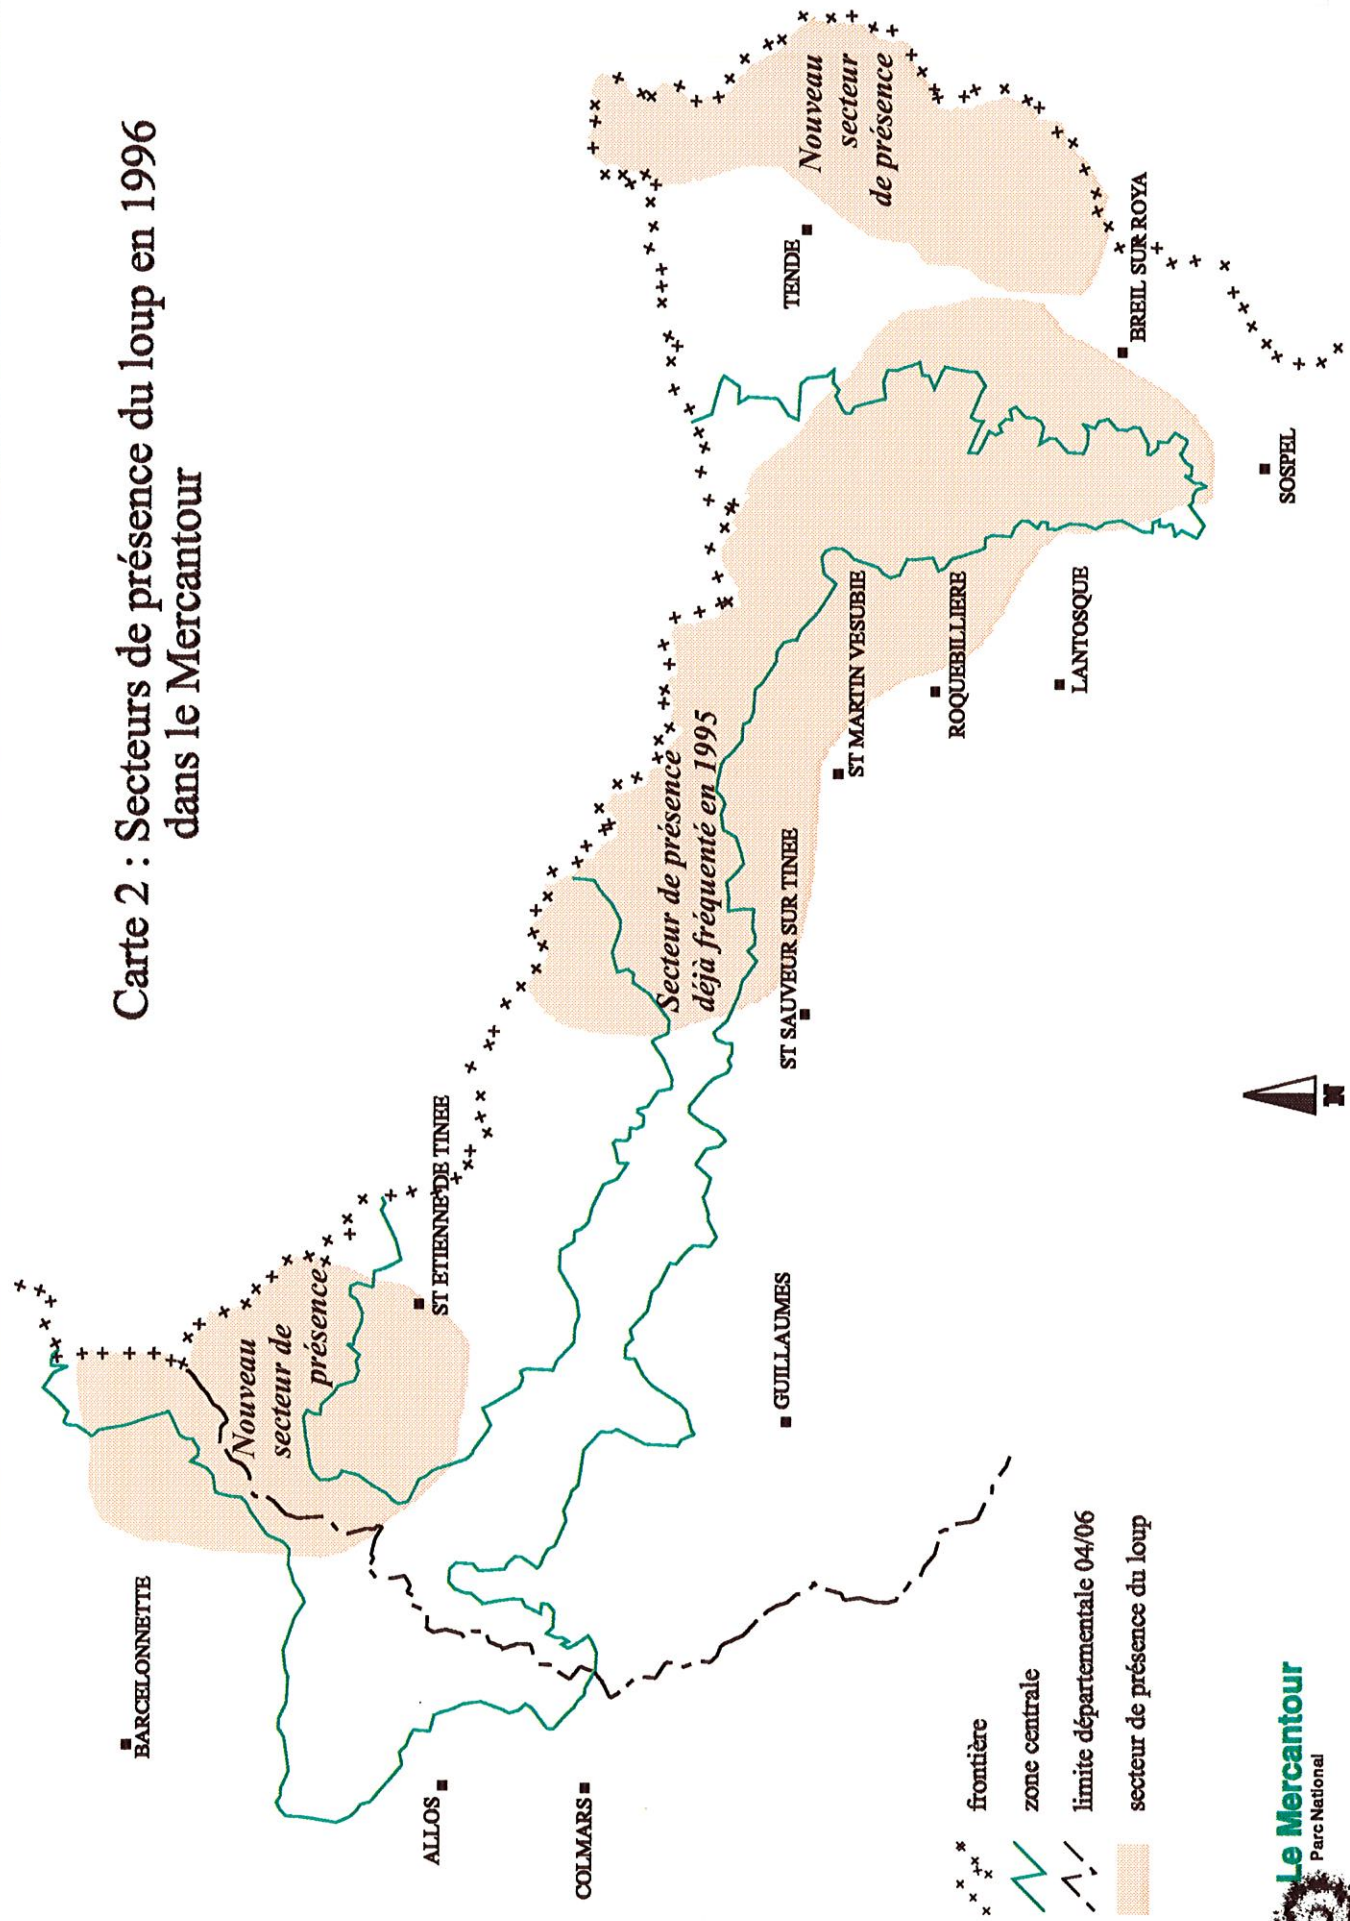 Carte 2 : Secteurs de présence du loup en 1996
dans le Mercantour
Nouveau
secteur
de présence
TENDE
BREIL SUR ROYA
SOSPEL
Secteur de présence
déjà fréquenté en 1995
ST MARTIN VESUBIE
ROQUEBILLIERE
LANTOSQUE
ST SAUVEUR SUR TINEE
ST ETIENNE DE TINEE
Nouveau
secteur de
présence
GUILLAUMES
BARCELONNETTE
ALLOS
COLMARS
frontière
zone centrale
limite départementale 04/06
secteur de présence du loup
N
Le Mercantour
Parc National